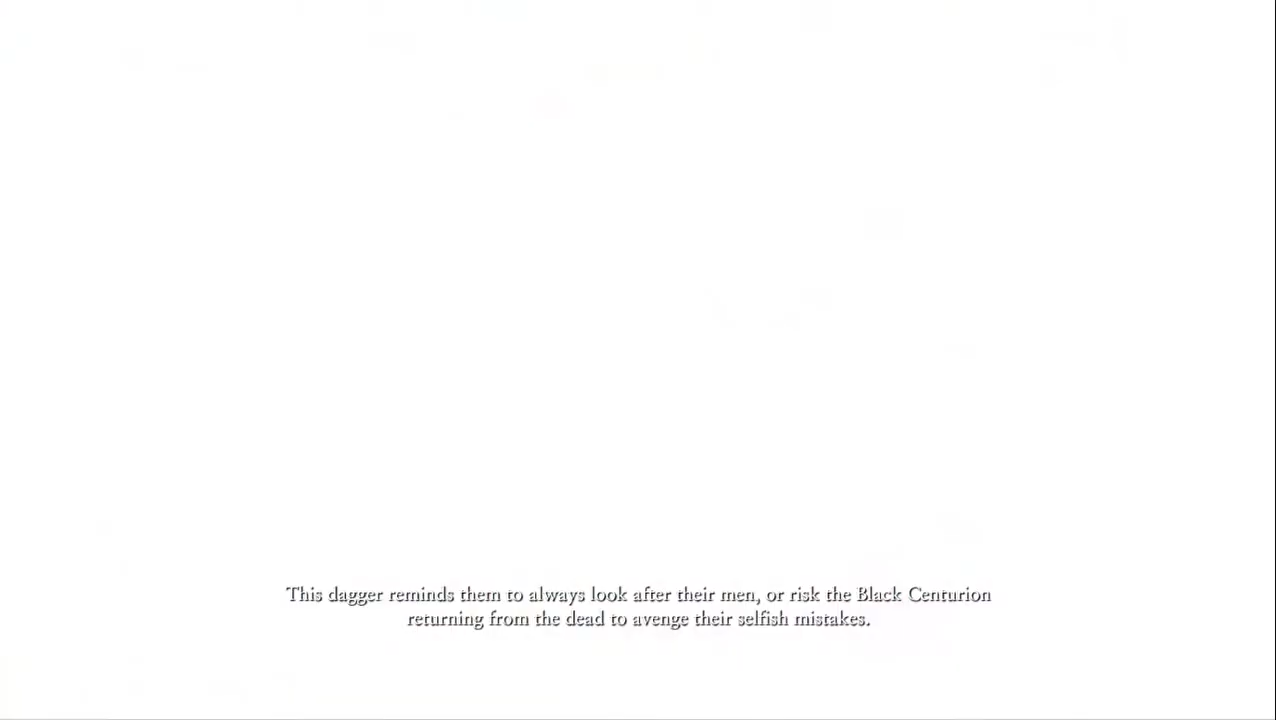 This dagger reminds them to always look after their men, or risk the Black Centurion
returning from the dead to avenge their selfish mistakes.